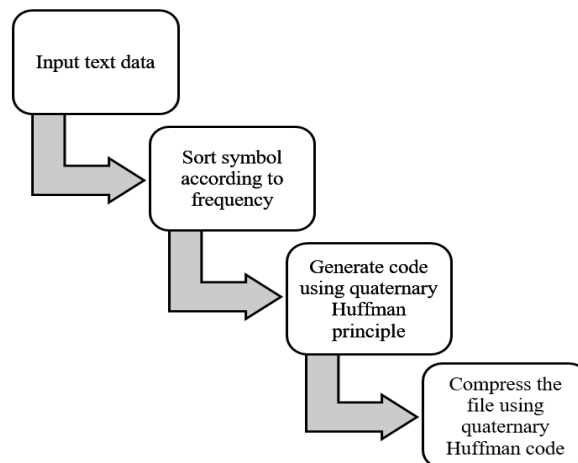 Input text data
Sort symbol
according to
frequency
Generate code
using quaternary
Huffman
principle
Compress the
file using
quaternary
Huffman code